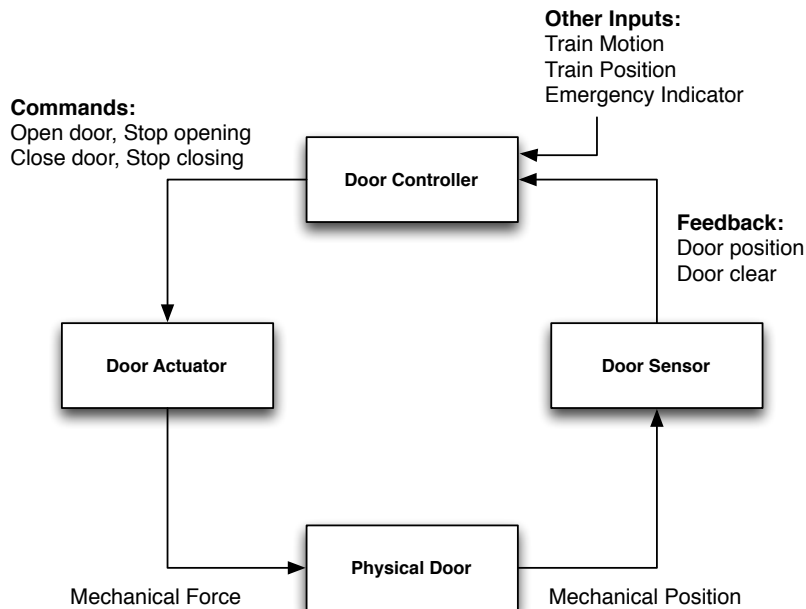 Other Inputs:
Train Motion
Train Position
Emergency Indicator
Commands:
Open door, Stop opening
Close door, Stop closing
Door Controller
Feedback:
Door position
Door clear
Door Actuator
Door Sensor
Physical Door
Mechanical Force
Mechanical Position